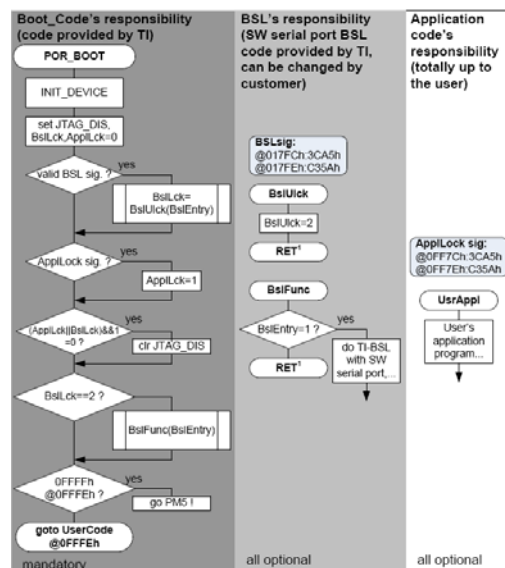 Boot_Code's responsibility
(code provided by TI)
POR_BOOT
INIT_DEVICE
set JTAG_DIS,
BslLck,ApplLck=0
valid BSL sig. ?
yes
BslLck=
BslUlck(BslEntry)
ApplLock sig. ?
yes
ApplLck=1
(ApplLck||BslLck)&&1
=0 ?
yes
clr JTAG_DIS
BslLck==2 ?
yes
BslFunc(BslEntry)
0FFFFh
@0FFFEh ?
yes
go PM5 !
goto UserCode
@0FFFEh
mandatory
BSL's responsibility
(SW serial port BSL
code provided by TI,
can be changed by
customer)
BSLsig:
@017FCh:3CA5h
@017FEh:C35Ah
BslUlck
BslUlck=2
RET¹
BslFunc
BslEntry=1 ?
yes
do TI-BSL
with SW
serial port,...
RET¹
all optional
Application
code's
responsibility
(totally up to
the user)
ApplLock sig:
@0FF7Ch:3CA5h
@0FF7Eh:C35Ah
UsrAppl
User's
application
program...
all optional